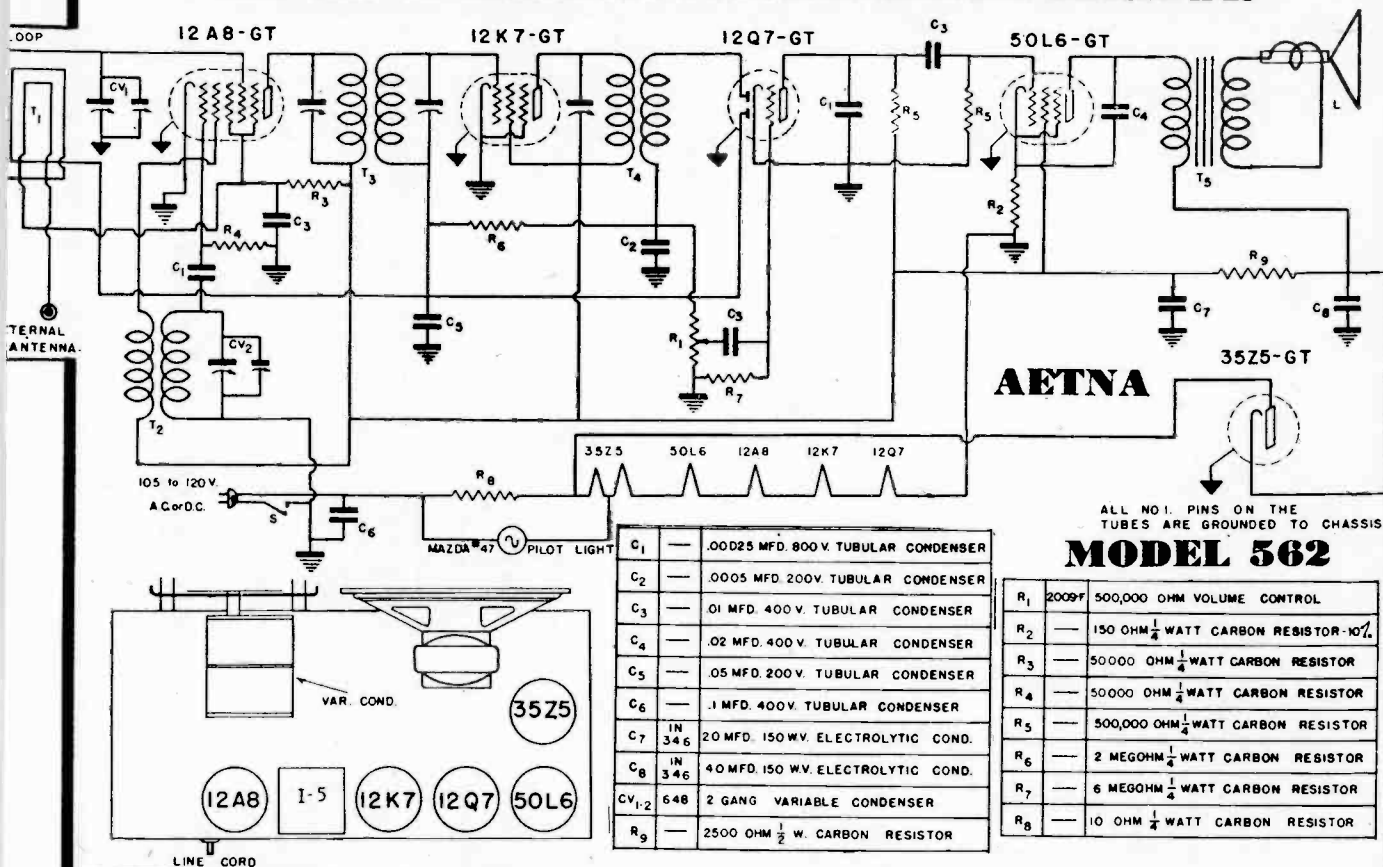 12A8-GT
12K7-GT
12Q7-GT
50L6-GT
C3
CV1
T1
C1
R5
R5
C4
L
T3
T4
T5
R3
R4
C3
R6
C2
R2
R9
C1
C7
C8
C5
R1
C3
R7
CV2
T2
AETNA
35Z5-GT
35Z5
50L6
12A8
12K7
12Q7
105 to 120 V.
A.C. or D.C.
S
R8
C6
MAZDA #47
PILOT LIGHT
ALL NO 1. PINS ON THE
TUBES ARE GROUNDED TO CHASSIS
MODEL 562
C1 — .00025 MFD. 800 V. TUBULAR CONDENSER
C2 — .0005 MFD. 200V. TUBULAR CONDENSER
C3 — .01 MFD. 400 V. TUBULAR CONDENSER
C4 — .02 MFD. 400 V. TUBULAR CONDENSER
C5 — .05 MFD. 200 V. TUBULAR CONDENSER
C6 — .1 MFD. 400 V. TUBULAR CONDENSER
C7 IN 346 20 MFD. 150 W.V. ELECTROLYTIC COND.
C8 IN 346 40 MFD. 150 W.V. ELECTROLYTIC COND.
CV1-2 648 2 GANG VARIABLE CONDENSER
R9 — 2500 OHM 1/2 W. CARBON RESISTOR
R1 2009F 500,000 OHM VOLUME CONTROL
R2 — 150 OHM 1/4 WATT CARBON RESISTOR-10%
R3 — 50000 OHM 1/4 WATT CARBON RESISTOR
R4 — 50000 OHM 1/4 WATT CARBON RESISTOR
R5 — 500,000 OHM 1/4 WATT CARBON RESISTOR
R6 — 2 MEGOHM 1/4 WATT CARBON RESISTOR
R7 — 6 MEGOHM 1/4 WATT CARBON RESISTOR
R8 — 10 OHM 1/4 WATT CARBON RESISTOR
VAR. COND.
35Z5
12A8
I-5
12K7
12Q7
50L6
LINE CORD
OOP
TERNAL
ANTENNA.